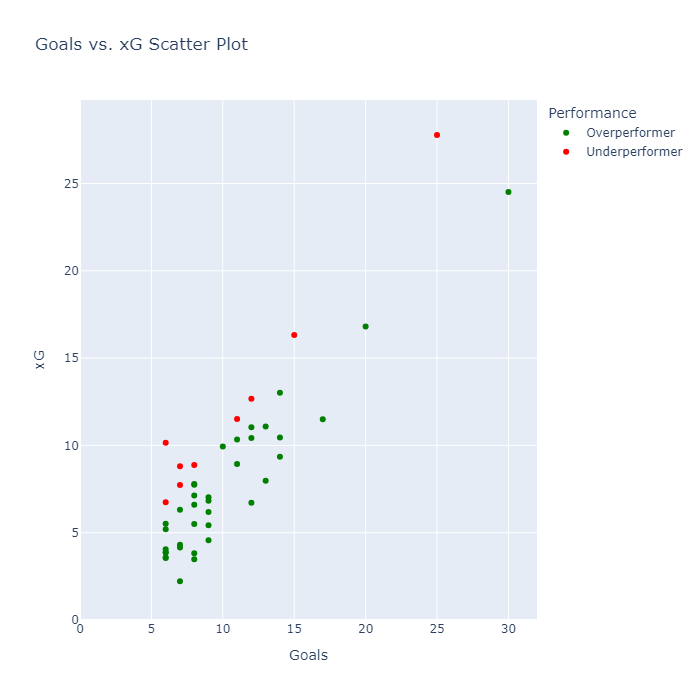 Goals vs. xG Scatter Plot
Performance
Overperformer
Underperformer
25
20
15
10
5
0
xG
0 5 10 15 20 25 30
Goals